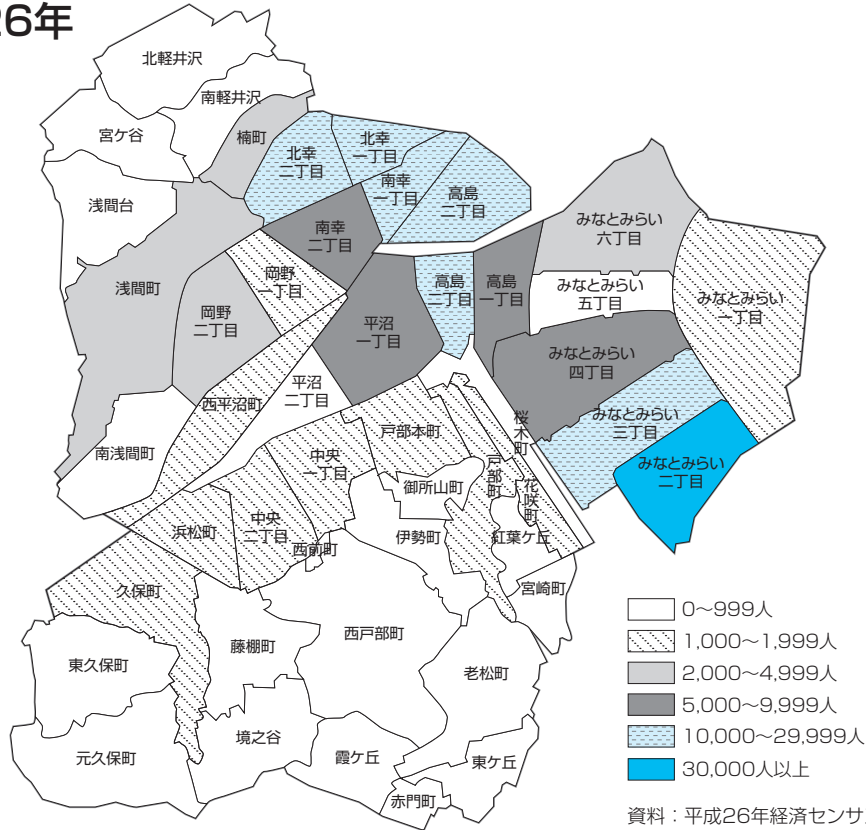 26年
北軽井沢
南軽井沢
宮ケ谷
楠町
北幸
二丁目
北幸
一丁目
南幸
一丁目
高島
二丁目
浅間台
南幸
二丁目
みなとみらい
六丁目
浅間町
岡野
一丁目
岡野
二丁目
高島
二丁目
高島
一丁目
みなとみらい
五丁目
みなとみらい
一丁目
平沼
一丁目
みなとみらい
四丁目
平沼
二丁目
西平沼町
みなとみらい
三丁目
桜木町
戸部本町
南浅間町
中央
一丁目
みなとみらい
二丁目
戸部町
花咲町
御所山町
浜松町
中央
二丁目
西前町
伊勢町
紅葉ケ丘
久保町
宮崎町
0〜999人
藤棚町
西戸部町
1,000〜1,999人
東久保町
老松町
2,000〜4,999人
5,000〜9,999人
元久保町
境之谷
霞ケ丘
東ケ丘
10,000〜29,999人
30,000人以上
赤門町
資料：平成26年経済センサ